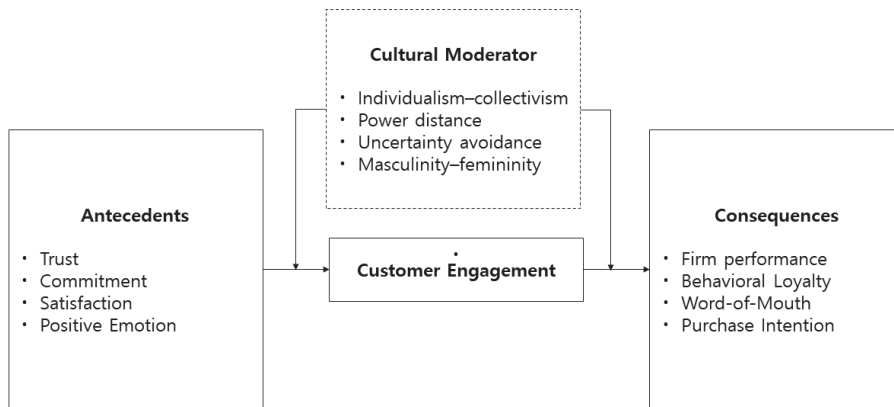 Cultural Moderator
• Individualism–collectivism
• Power distance
• Uncertainty avoidance
• Masculinity–femininity
Antecedents
• Trust
• Commitment
• Satisfaction
• Positive Emotion
•
Customer Engagement
Consequences
• Firm performance
• Behavioral Loyalty
• Word-of-Mouth
• Purchase Intention